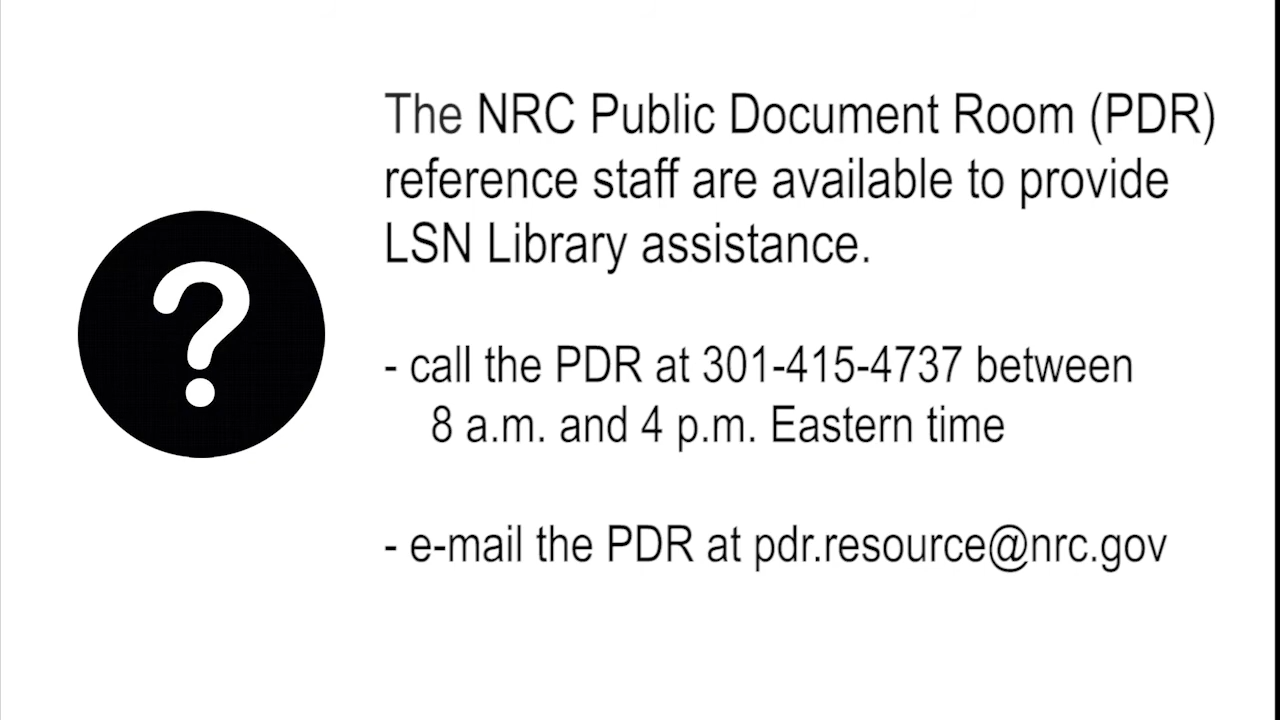 The NRC Public Document Room (PDR)
reference staff are available to provide
LSN Library assistance.
- call the PDR at 301-415-4737 between
8 a.m. and 4 p.m. Eastern time
- e-mail the PDR at pdr.resource@nrc.gov
?